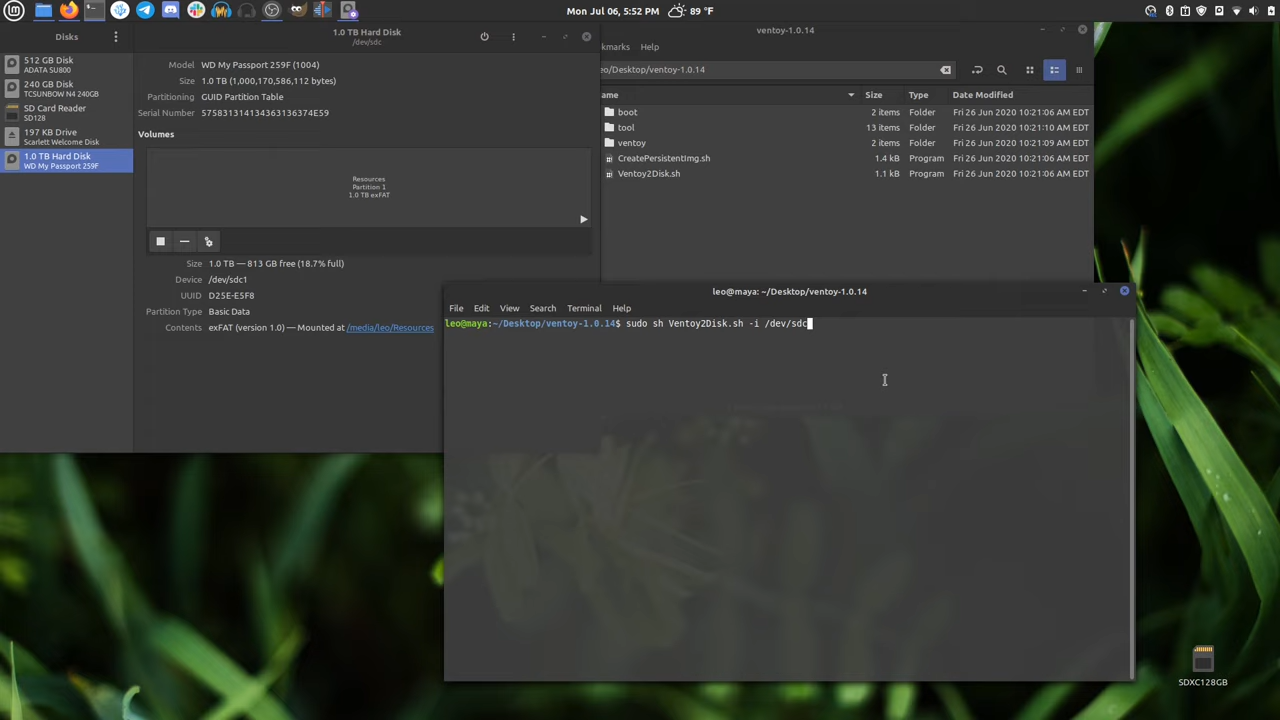 Mon Jul 06, 5:52 PM
89 °F
Disks
1.0 TB Hard Disk
/dev/sdc
512 GB Disk
ADATA SU800
240 GB Disk
TCSUNBOW N4 240GB
SD Card Reader
SD128
197 KB Drive
Scarlett Welcome Disk
1.0 TB Hard Disk
WD My Passport 259F
Model WD My Passport 259F (1004)
Size 1.0 TB (1,000,170,586,112 bytes)
Partitioning GUID Partition Table
Serial Number 575831314134363136374E59
Volumes
Resources
Partition 1
1.0 TB exFAT
Size 1.0 TB — 813 GB free (18.7% full)
Device /dev/sdc1
UUID D25E-E5F8
Partition Type Basic Data
Contents exFAT (version 1.0) — Mounted at /media/leo/Resources
ventoy-1.0.14
kmarks Help
eo/Desktop/ventoy-1.0.14
ame Size Type Date Modified
boot 2 items Folder Fri 26 Jun 2020 10:21:06 AM EDT
tool 13 items Folder Fri 26 Jun 2020 10:21:10 AM EDT
ventoy 2 items Folder Fri 26 Jun 2020 10:21:09 AM EDT
CreatePersistentImg.sh 1.4 kB Program Fri 26 Jun 2020 10:21:06 AM EDT
Ventoy2Disk.sh 1.1 kB Program Fri 26 Jun 2020 10:21:06 AM EDT
leo@maya: ~/Desktop/ventoy-1.0.14
File Edit View Search Terminal Help
leo@maya:~/Desktop/ventoy-1.0.14$ sudo sh Ventoy2Disk.sh -i /dev/sdc
SDXC128GB